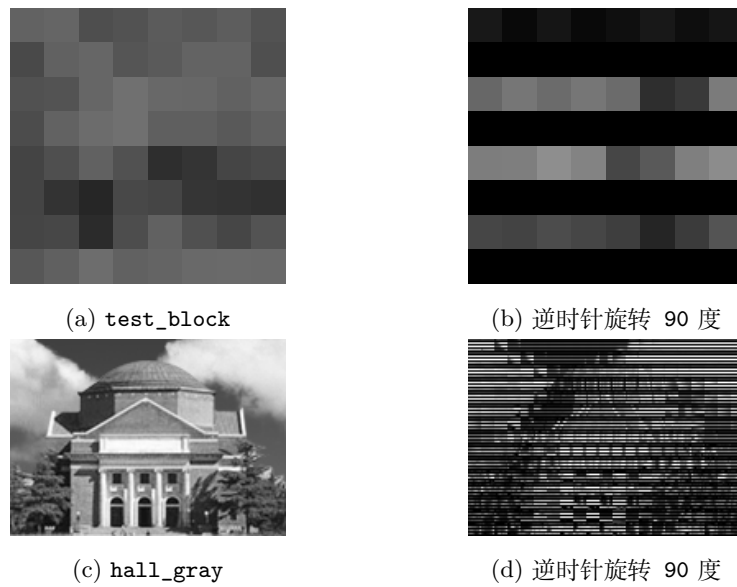 (a) test_block
(b) 逆时针旋转 90 度
(c) hall_gray
(d) 逆时针旋转 90 度